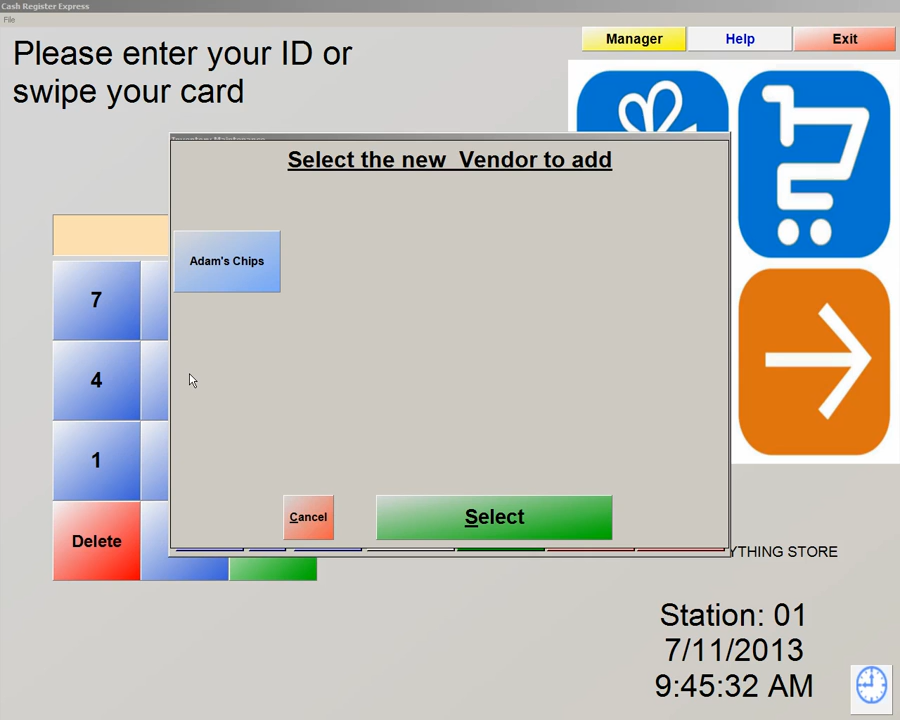 Cash Register Express
File
Please enter your ID or
swipe your card
Manager
Help
Exit
Inventory Maintenance
Select the new  Vendor to add
Adam's Chips
7
4
1
Delete
Cancel
Select
YTHING STORE
Station: 01
7/11/2013
9:45:32 AM